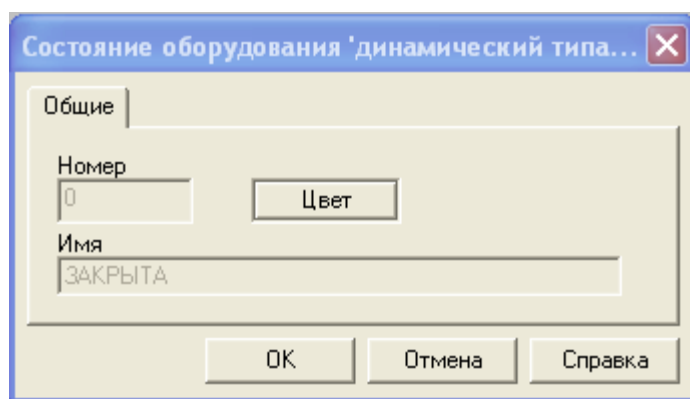 Состояние оборудования 'динамический типа...
Общие
Номер
0
Цвет
Имя
ЗАКРЫТА
OK
Отмена
Справка